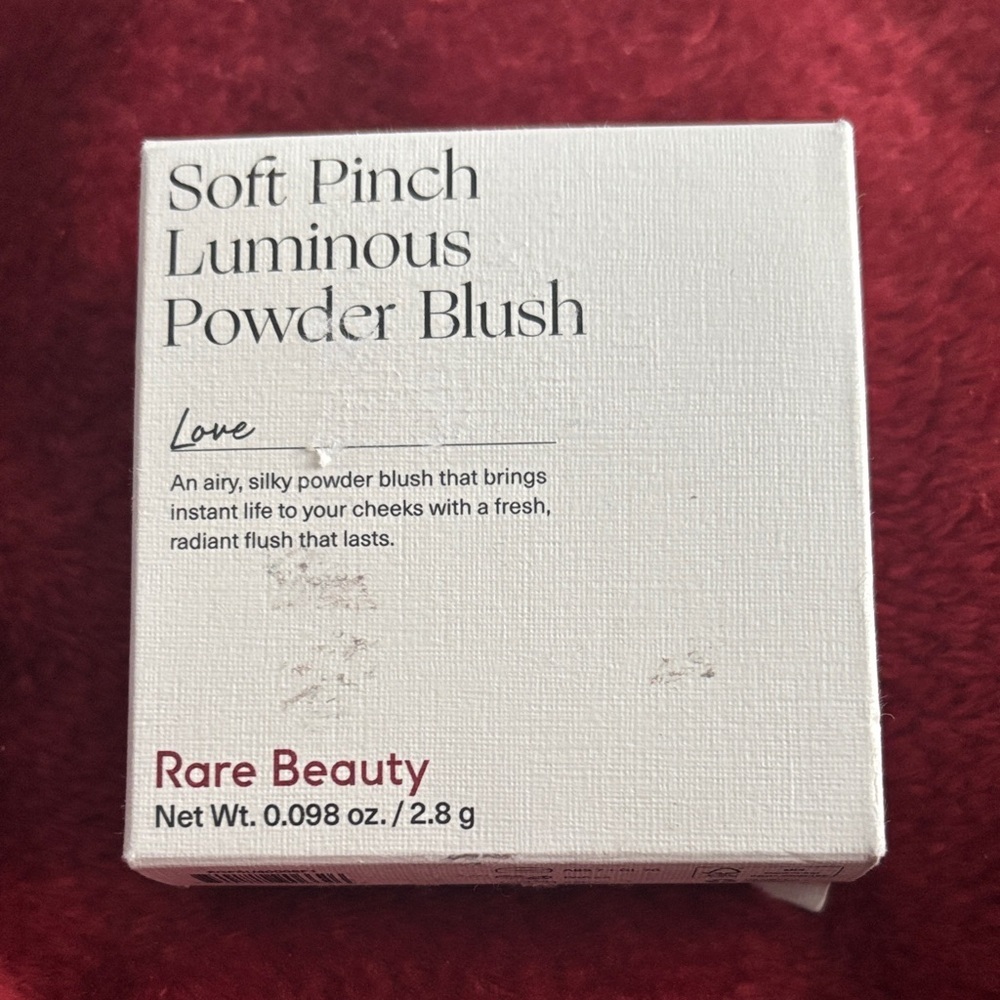 Soft Pinch
Luminous
Powder Blush
Love
An airy, silky powder blush that brings
instant life to your cheeks with a fresh,
radiant flush that lasts.
Rare Beauty
Net Wt. 0.098 oz. / 2.8 g